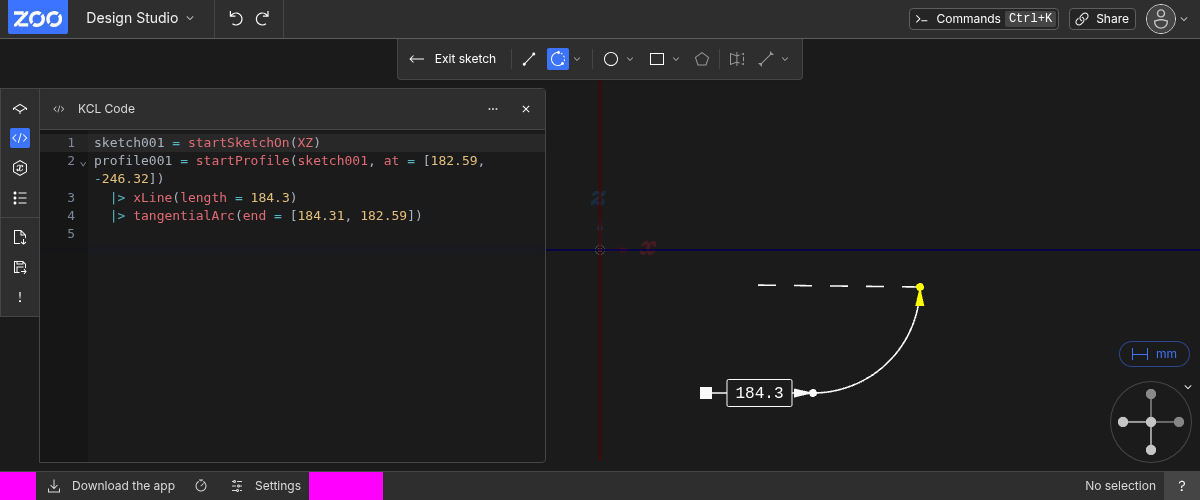 ZOO Design Studio Commands Ctrl+K Share
Exit sketch
KCL Code
1 sketch001 = startSketchOn(XZ)
2 profile001 = startProfile(sketch001, at = [182.59,
-246.32])
3 |> xLine(length = 184.3)
4 |> tangentialArc(end = [184.31, 182.59])
5
z
x
184.3
mm
Download the app Settings No selection ?